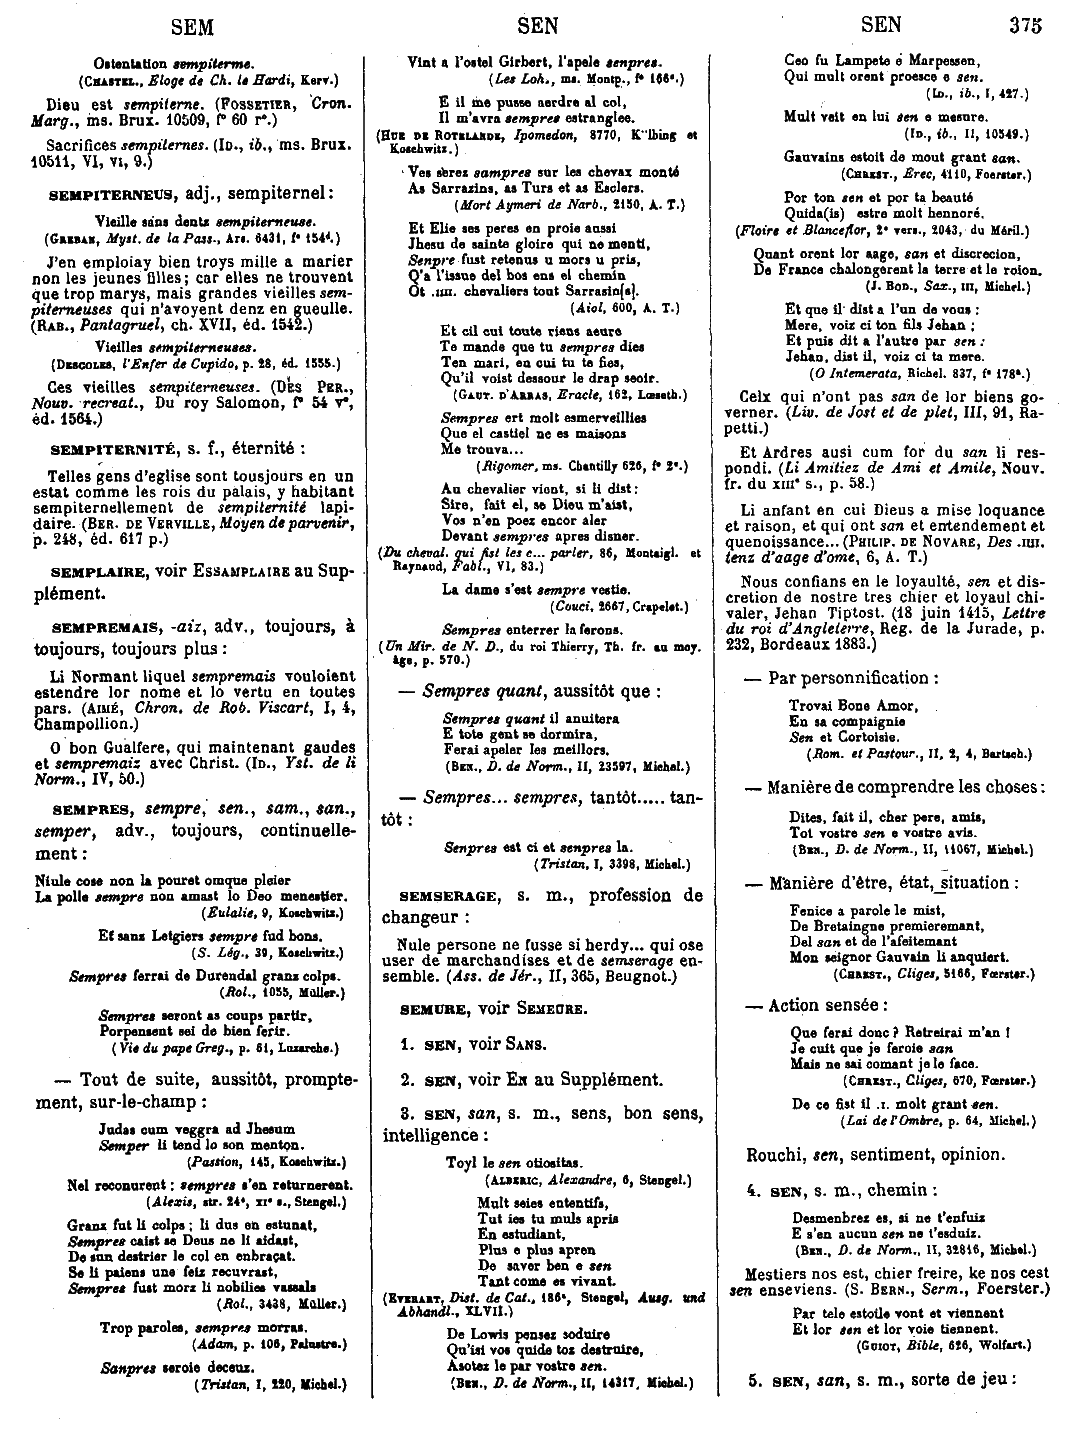 SEM
SEN
SEN 375
Ostentation sempiterne.
(CHASTEL., Eloge de Ch. le Hardi, Kerv.)
Dieu est sempiterne. (FOSSETIER, Cron.
Marg., ms. Brux. 10509, f° 60 r°.)
Sacrifices sempiternes. (ID., ib., ms. Brux.
10511, VI, VI, 9.)
SEMPITERNEUS, adj., sempiternel :
Vieille sans dents sempiterneuse.
(GREBAN, Myst. de la Pass., Ars. 6431, f° 154d.)
J'en emploiay bien troys mille a marier
non les jeunes filles; car elles ne trouvent
que trop marys, mais grandes vieilles sem-
piterneuses qui n'avoyent denz en gueulle.
(RAB., Pantagruel, ch. XVII, éd. 1542.)
Vieilles sempiterneuses.
(DESCOLES, l'Enfer de Cupido, p. 28, éd. 1555.)
Ces vieilles sempiterneuses. (DES PER.,
Nouv. recreat., Du roy Salomon, f° 54 v°,
éd. 1564.)
SEMPITERNITÉ, s. f., éternité :
Telles gens d'eglise sont tousjours en un
estat comme les rois du palais, y habitant
sempiternellement de sempiternité lapi-
daire. (BER. DE VERVILLE, Moyen de parvenir,
p. 248, éd. 617 p.)
SEMPLAIRE, voir ESSAMPLAIRE au Sup-
plément.
SEMPREMAIS, -aiz, adv., toujours, à
toujours, toujours plus :
Li Normant liquel sempremais vouloient
estendre lor nome et lo vertu en toutes
pars. (AIMÉ, Chron. de Rob. Viscart, I, 4,
Champollion.)
O bon Gualfere, qui maintenant gaudes
et sempremaiz avec Christ. (ID., Yst. de li
Norm., IV, 50.)
SEMPRES, sempre, sen., sam., san.,
semper, adv., toujours, continuelle-
ment :
Niule cose non la pouret omque pleier
La polle sempre non amast lo Deo menestier.
(Eulalie, 9, Koschwitz.)
Et sans Letgiers sempre fud bons.
(S. Lég., 39, Koschwitz.)
Sempres ferrai de Durendal granz colps.
(Rol., 1055, Müller.)
Sempres seront as coups partir,
Porpensent sei de bien ferir.
(Vie du pape Greg., p. 61, Luzarche.)
— Tout de suite, aussitôt, prompte-
ment, sur-le-champ :
Judas cum veggra ad Jhesum
Semper li tend lo son menton.
(Passion, 145, Koschwitz.)
Nel reconurent : sempres s'en returnerent.
(Alexis, str. 24e, XIe s., Stengel.)
Granz fut li colps; li dus en estunat,
Sempres caist se Deus ne li aidast,
De sun destrier le col en enbraçat.
Se li paiens une feiz recuvrast,
Sempres fust morz li nobilies vassals
(Rol., 3438, Müller.)
Trop paroles, sempres morras.
(Adam, p. 106, Palustre.)
Sanpres seroie deceuz.
(Tristan, I, 220, Michel.)
Vint a l'ostel Girbert, l'apele senpres.
(Les Loh., ms. Montp., f° 166a.)
E il me pusse aerdre al col,
Il m'avra sempres estranglee.
(HUE DE ROTELANDE, Ipomedon, 8770, Kölbing et
Koschwitz.)
Ves sbrez sampres sur les chevax monté
As Sarrazins, as Turs et as Esclers.
(Mort Aymeri de Narb., 2150, A. T.)
Et Elie ses peres en proie aussi
Jhesu de sainte gloire qui ne menti,
Senpre fust retenus u mors u pris,
Q'a l'issue del bos ens el chemin
Ot .IIII. chevaliers tout Sarrasin[s].
(Aiol, 600, A. T.)
Et cil cui toute riens aeure
Te mande que tu sempres dies
Ten mari, en cui tu te fies,
Qu'il voist dessour le drap seoir.
(GAUT. D'ARRAS, Eracle, 162, Lœseth.)
Sempres ert molt esmerveillies
Que el castiel ne es maisons
Me trouva...
(Rigomer, ms. Chantilly 626, f° 2a.)
Au chevalier vient, si li dist :
Sire, fait el, se Dieu m'aïst,
Vos n'en poez encor aler
Devant sempres apres disner.
(Du cheval. qui fist les c... parler, 86, Montaigl. et
Raynaud, Fabl., VI, 83.)
La dame s'est sempre vestie.
(Couci, 2667, Crapelet.)
Sempres enterrer la ferons.
(Un Mir. de N. D., du roi Thierry, Th. fr. au moy.
âge, p. 570.)
— Sempres quant, aussitôt que :
Sempres quant il anuitera
E tote gent se dormira,
Ferai apeler les meillors.
(BEN., D. de Norm., II, 23597, Michel.)
— Sempres... sempres, tantôt..... tan-
tôt :
Senpres est ci et senpres la.
(Tristan, I, 3398, Michel.)
SEMSERAGE, s. m., profession de
changeur :
Nule persone ne fusse si herdy... qui ose
user de marchandises et de semserage en-
semble. (Ass. de Jér., II, 365, Beugnot.)
SEMURE, voir SEMEURE.
1. SEN, voir SANS.
2. SEN, voir EN au Supplément.
3. SEN, san, s. m., sens, bon sens,
intelligence :
Toyl le sen otiositas.
(ALBERIC, Alexandre, 6, Stengel.)
Mult seies ententifs,
Tut ies tu muls apris
En estudiant,
Plus e plus apren
De saver ben e sen
Tant come es vivant.
(EVERART, Dist. de Cat., 186a, Stengel, Ausg. und
Abhandl., XLVII.)
De Lowis pensez soduire
Qu'isi vos quide toz destruire,
Asotez le par vostre sen.
(BEN., D. de Norm., II, 14317, Michel.)
Ceo fu Lampete e Marpessen,
Qui mult orent proesce e sen.
(ID., ib., I, 427.)
Mult veit en lui sen e mesure.
(ID., ib., II, 10549.)
Gauvains estoit de mout grant san.
(CHREST., Erec, 4110, Foerster.)
Por ton sen et por ta beauté
Quida(is) estre molt hennoré.
(Floire et Blanceflor, 2e vers., 2043, du Méril.)
Quant orent lor aage, san et discrecion,
De France chalongerent la terre et le roion.
(J. BOD., Sax., III, Michel.)
Et que il dist a l'un de vous :
Mere, voiz ci ton fils Jehan ;
Et puis dit a l'autre par sen :
Jehan, dist il, voiz ci ta mere.
(O Intemerata, Richel. 837, f° 178a.)
Celx qui n'ont pas san de lor biens go-
verner. (Liv. de Jost et de plet, III, 91, Ra-
petti.)
Et Ardres ausi cum for du san li res-
pondi. (Li Amitiez de Ami et Amile, Nouv.
fr. du XIIIe s., p. 58.)
Li anfant en cui Dieus a mise loquance
et raison, et qui ont san et entendement et
quenoissance... (PHILIP. DE NOVARE, Des .IIII.
tenz d'aage d'ome, 6, A. T.)
Nous confians en le loyaulté, sen et dis-
cretion de nostre tres chier et loyaul chi-
valer, Jehan Tiptost. (18 juin 1415, Lettre
du roi d'Angleterre, Reg. de la Jurade, p.
232, Bordeaux 1883.)
— Par personnification :
Trovai Bone Amor,
En sa compaignie
Sen et Cortoisie.
(Rom. et Pastour., II, 2, 4, Bartsch.)
— Manière de comprendre les choses :
Dites, fait il, cher pere, amis,
Tot vostre sen e vostre avis.
(BEN., D. de Norm., II, 11067, Michel.)
— Manière d'être, état, situation :
Fenice a parole le mist,
De Bretaingne premieremant,
Del san et de l'afeitemant
Mon seignor Gauvain li anquiert.
(CHREST., Cliges, 5166, Fœrster.)
— Action sensée :
Que ferai donc ? Retreirai m'an !
Je cuit que je feroie san
Mais ne sai comant je le face.
(CHREST., Cliges, 670, Fœrster.)
De ce fist il .I. molt grant sen.
(Lai de l'Ombre, p. 64, Michel.)
Rouchi, sen, sentiment, opinion.
4. SEN, s. m., chemin :
Desmenbrez es, si ne t'enfuiz
E s'en aucun sen ne t'esduiz.
(BEN., D. de Norm., II, 32816, Michel.)
Mestiers nos est, chier freire, ke nos cest
sen enseviens. (S. BERN., Serm., Foerster.)
Par tele estoile vont et viennent
Et lor sen et lor voie tiennent.
(GUIOT, Bible, 626, Wolfart.)
5. SEN, san, s. m., sorte de jeu :